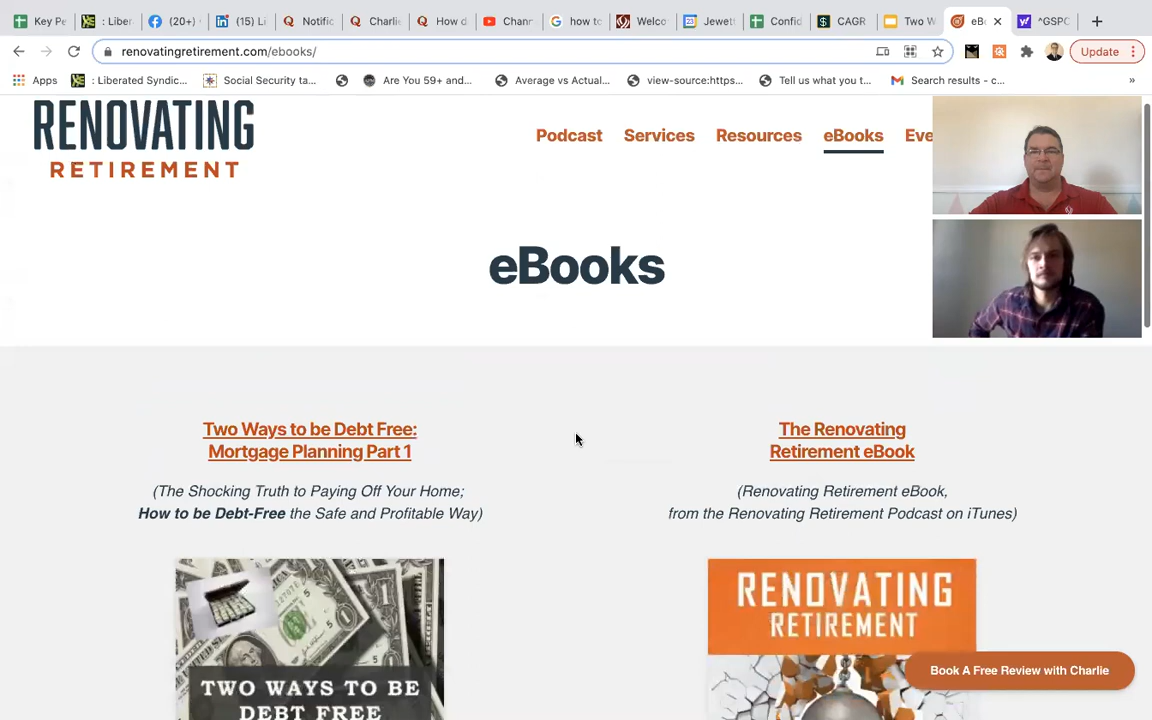 Key Pe
: Liber
(20+)
(15) Li
Notific
Charlie
How d
Chann
how to
Welco
Jewett
Confid
CAGR
Two W
eBo
^GSPC
renovatingretirement.com/ebooks/
Update
Apps
: Liberated Syndic...
Social Security ta...
Are You 59+ and...
Average vs Actual...
view-source:https...
Tell us what you t...
Search results - c...
»
RENOVATING
RETIREMENT
Podcast
Services
Resources
eBooks
Eve
eBooks
Two Ways to be Debt Free:
Mortgage Planning Part 1
(The Shocking Truth to Paying Off Your Home;
How to be Debt-Free the Safe and Profitable Way)
TWO WAYS TO BE
DEBT FREE
The Renovating
Retirement eBook
(Renovating Retirement eBook,
from the Renovating Retirement Podcast on iTunes)
RENOVATING
RETIREMENT
Book A Free Review with Charlie